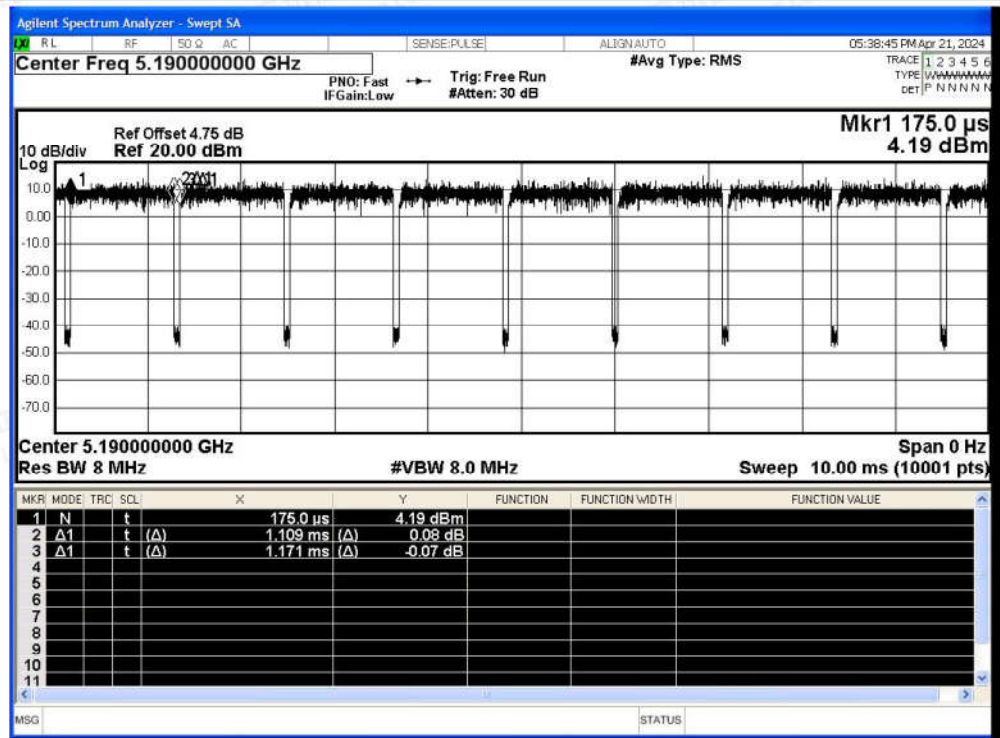 Agilent Spectrum Analyzer - Swept SA
LXI RL RF 50 Ω AC SENSE:PULSE ALIGNAUTO 05:38:45 PM Apr 21, 2024
Center Freq 5.190000000 GHz #Avg Type: RMS TRACE 1 2 3 4 5 6
PNO: Fast Trig: Free Run TYPE
IFGain:Low #Atten: 30 dB DET P N N N N N
Ref Offset 4.75 dB Mkr1 175.0 µs
10 dB/div Ref 20.00 dBm 4.19 dBm
Log
1
10.0
0.00
-10.0
-20.0
-30.0
-40.0
-50.0
-60.0
-70.0
Center 5.190000000 GHz Span 0 Hz
Res BW 8 MHz #VBW 8.0 MHz Sweep 10.00 ms (10001 pts)
MKR MODE TRC SCL X Y FUNCTION FUNCTION WIDTH FUNCTION VALUE
1 N t 175.0 µs 4.19 dBm
2 Δ1 t (Δ) 1.109 ms (Δ) 0.08 dB
3 Δ1 t (Δ) 1.171 ms (Δ) -0.07 dB
4
5
6
7
8
9
10
11
MSG STATUS